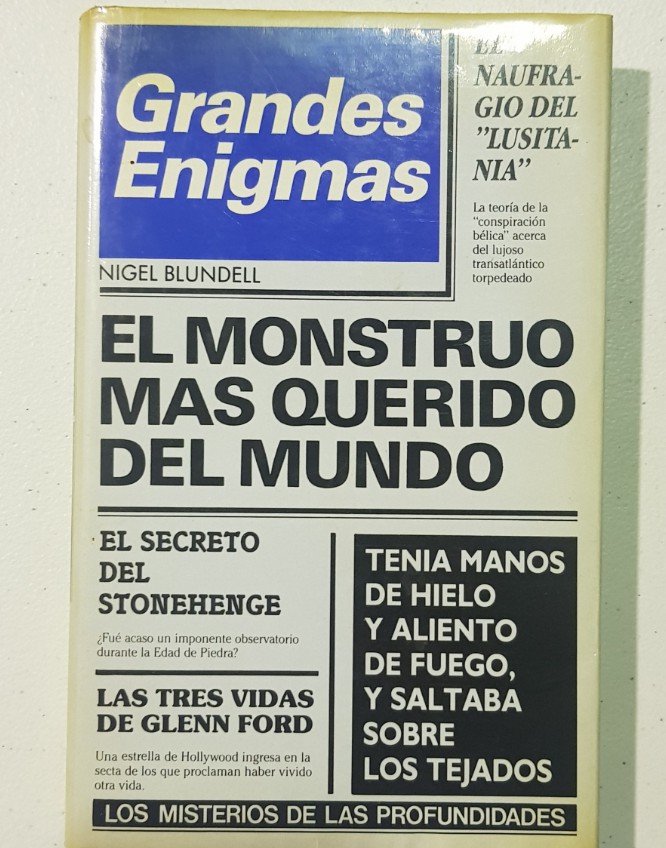 Grandes
Enigmas
NIGEL BLUNDELL
EL
NAUFRA-
GIO DEL
"LUSITA-
NIA"
La teoría de la
"conspiración
bélica" acerca
del lujoso
transatlántico
torpedeado
EL MONSTRUO
MAS QUERIDO
DEL MUNDO
EL SECRETO
DEL
STONEHENGE
¿Fué acaso un imponente observatorio
durante la Edad de Piedra?
LAS TRES VIDAS
DE GLENN FORD
Una estrella de Hollywood ingresa en la
secta de los que proclaman haber vivido
otra vida.
TENIA MANOS
DE HIELO
Y ALIENTO
DE FUEGO,
Y SALTABA
SOBRE
LOS TEJADOS
LOS MISTERIOS DE LAS PROFUNDIDADES